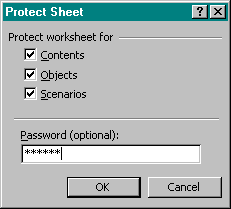 Protect Sheet
Protect worksheet for
Contents
Objects
Scenarios
Password (optional):
******
OK Cancel